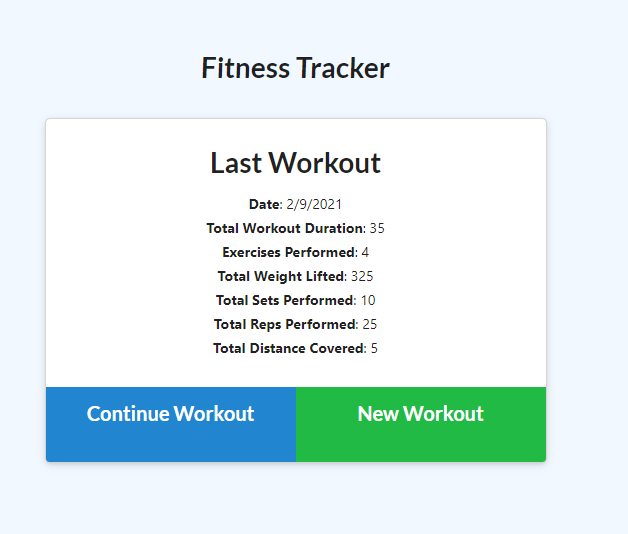 Fitness Tracker
Last Workout
Date: 2/9/2021
Total Workout Duration: 35
Exercises Performed: 4
Total Weight Lifted: 325
Total Sets Performed: 10
Total Reps Performed: 25
Total Distance Covered: 5
Continue Workout
New Workout